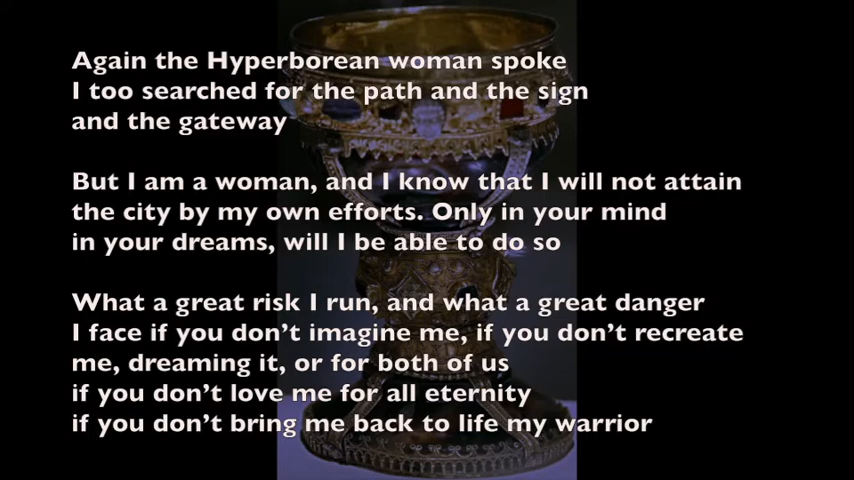 Again the Hyperborean woman spoke
I too searched for the path and the sign
and the gateway
But I am a woman, and I know that I will not attain
the city by my own efforts. Only in your mind
in your dreams, will I be able to do so
What a great risk I run, and what a great danger
I face if you don't imagine me, if you don't recreate
me, dreaming it, or for both of us
if you don't love me for all eternity
if you don't bring me back to life my warrior